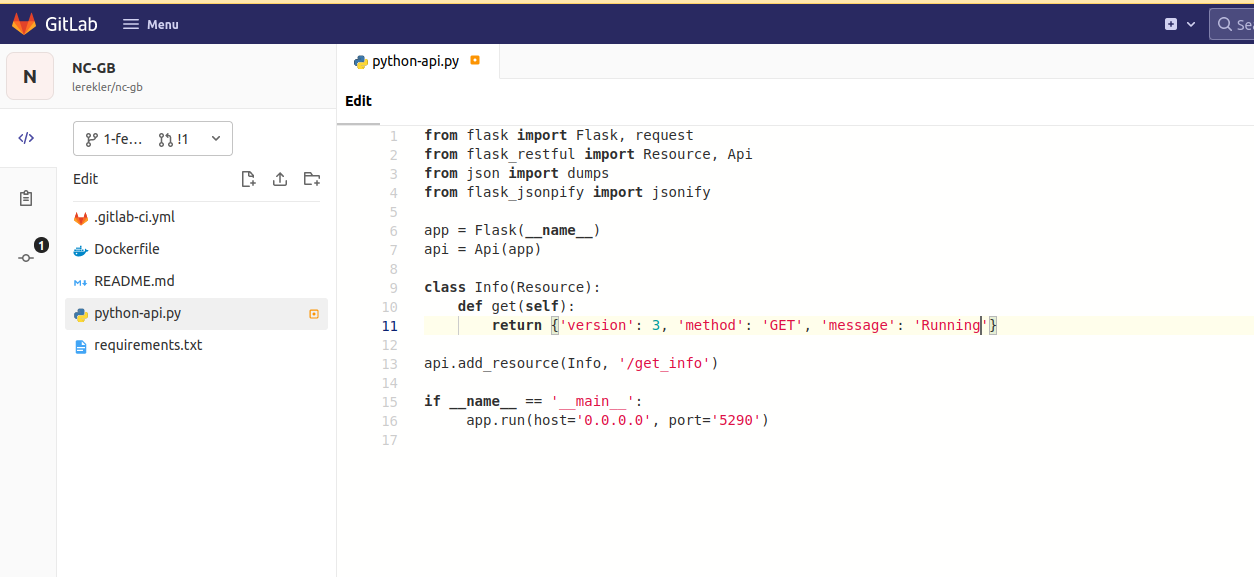 GitLab
Menu
Sea
N
NC-GB
lerekler/nc-gb
1-fe...
!1
Edit
1
.gitlab-ci.yml
Dockerfile
README.md
python-api.py
requirements.txt
python-api.py
Edit
1 from flask import Flask, request
2 from flask_restful import Resource, Api
3 from json import dumps
4 from flask_jsonpify import jsonify
5
6 app = Flask(__name__)
7 api = Api(app)
8
9 class Info(Resource):
10     def get(self):
11         return {'version': 3, 'method': 'GET', 'message': 'Running'}
12
13 api.add_resource(Info, '/get_info')
14
15 if __name__ == '__main__':
16      app.run(host='0.0.0.0', port='5290')
17